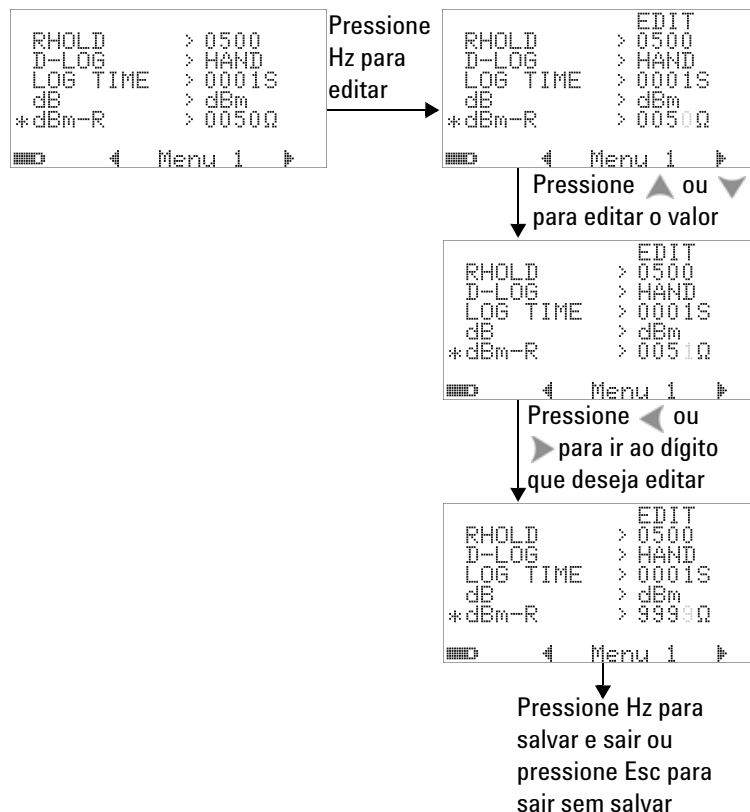 RHOLD > 0500
D-LOG > HAND
LOG TIME > 0001S
dB > dBm
*dBm-R > 0050Ω
Menu 1
Pressione
Hz para
editar
EDIT
RHOLD > 0500
D-LOG > HAND
LOG TIME > 0001S
dB > dBm
*dBm-R > 0050Ω
Menu 1
Pressione ▲ ou ▼
para editar o valor
EDIT
RHOLD > 0500
D-LOG > HAND
LOG TIME > 0001S
dB > dBm
*dBm-R > 0051Ω
Menu 1
Pressione ◀ ou
▶ para ir ao dígito
que deseja editar
EDIT
RHOLD > 0500
D-LOG > HAND
LOG TIME > 0001S
dB > dBm
*dBm-R > 9999Ω
Menu 1
Pressione Hz para
salvar e sair ou
pressione Esc para
sair sem salvar